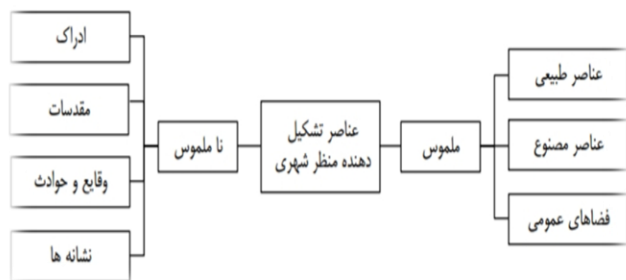 عناصر تشکیل
دهنده منظر شهری
ملموس
عناصر طبیعی
عناصر مصنوع
فضاهای عمومی
نا ملموس
ادراک
مقدسات
وقایع و حوادث
نشانه ها